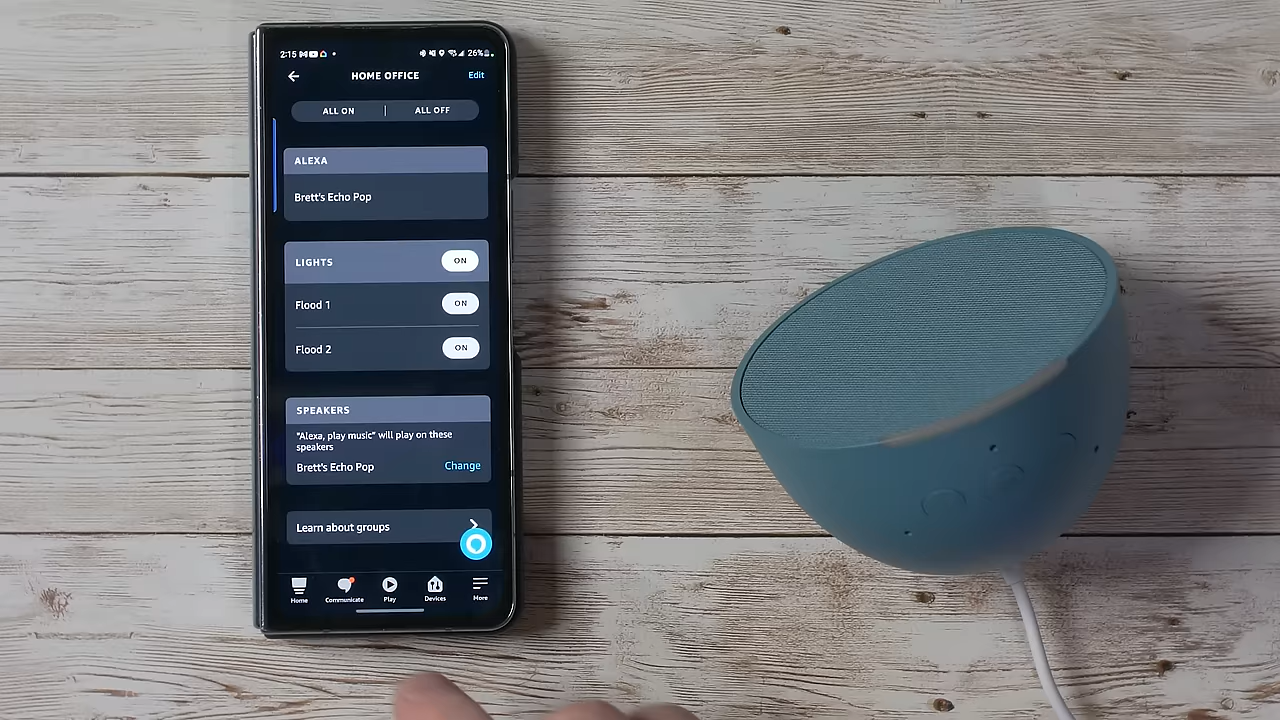 2:15 26%
HOME OFFICE Edit
ALL ON | ALL OFF
ALEXA
Brett's Echo Pop
LIGHTS ON
Flood 1 ON
Flood 2 ON
SPEAKERS
"Alexa, play music" will play on these
speakers
Brett's Echo Pop Change
Learn about groups
Home Communicate Play Devices More